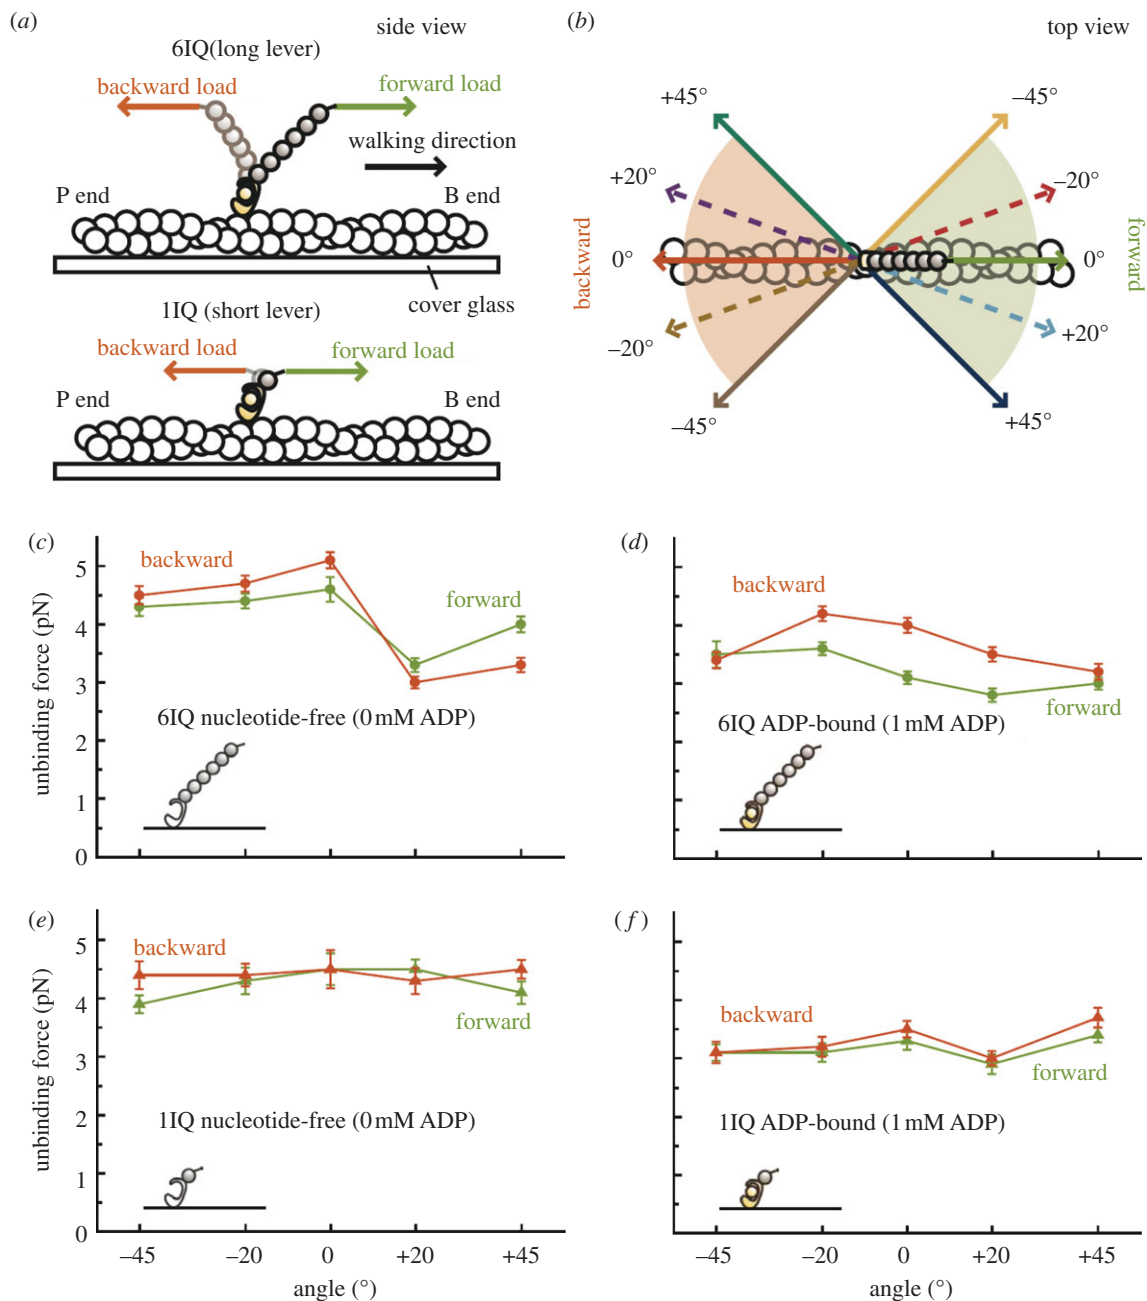 (a)
side view
6IQ(long lever)
backward load
forward load
walking direction
P end
B end
cover glass
1IQ (short lever)
backward load
forward load
P end
B end
(b)
top view
+45°
–45°
+20°
–20°
backward
0°
0°
forward
–20°
+20°
–45°
+45°
(c)
backward
forward
6IQ nucleotide-free (0 mM ADP)
unbinding force (pN)
5
4
3
2
1
0
(d)
backward
forward
6IQ ADP-bound (1 mM ADP)
(e)
backward
forward
1IQ nucleotide-free (0 mM ADP)
unbinding force (pN)
5
4
3
2
1
0
–45
–20
0
+20
+45
angle (°)
(f)
backward
forward
1IQ ADP-bound (1 mM ADP)
–45
–20
0
+20
+45
angle (°)